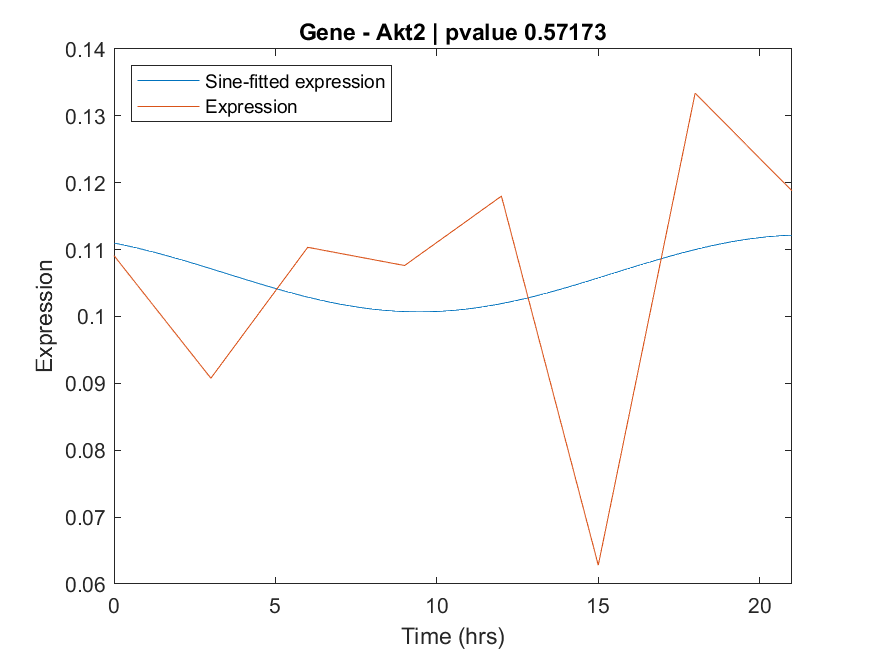 Gene - Akt2 | pvalue 0.57173
Sine-fitted expression
Expression
0.14
0.13
0.12
0.11
0.1
0.09
0.08
0.07
0.06
Expression
0 5 10 15 20
Time (hrs)